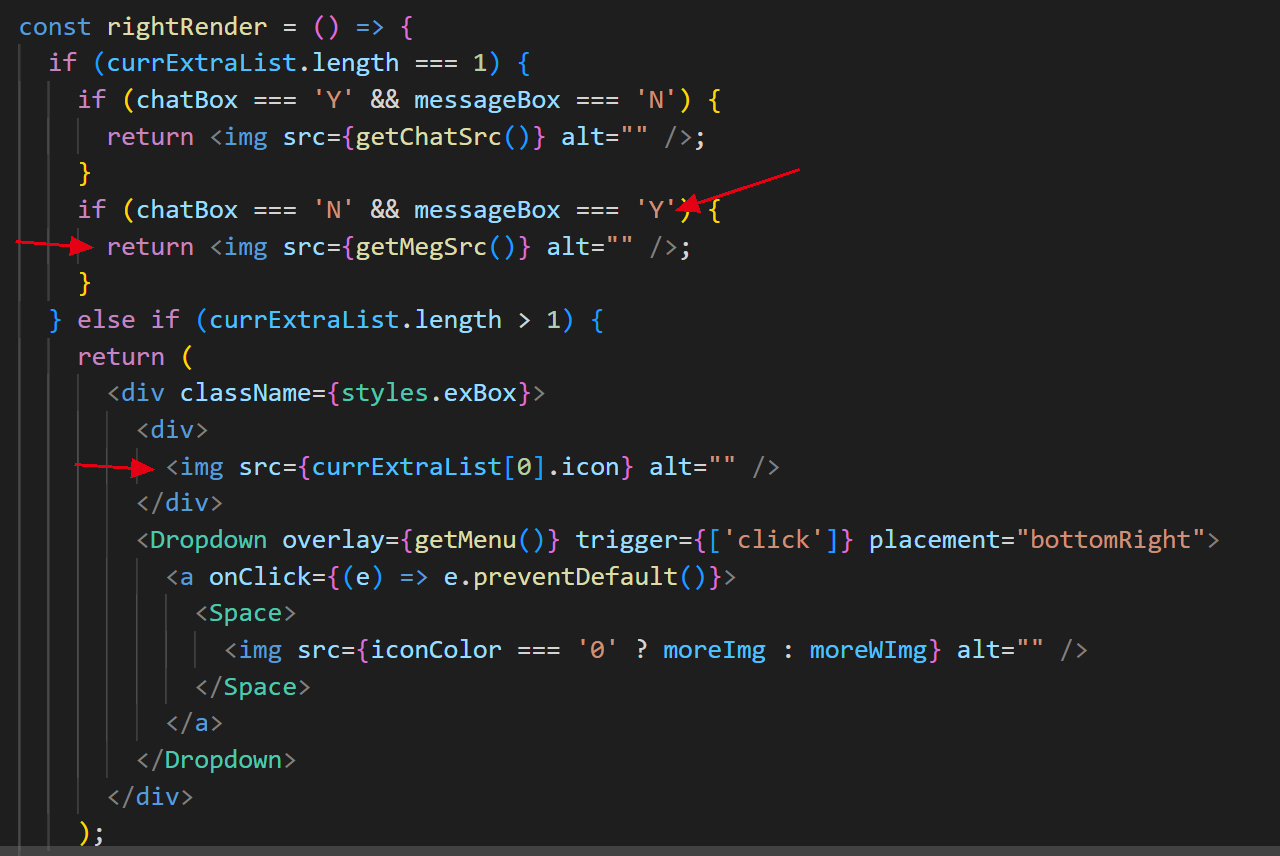 const rightRender = () => {
if (currExtraList.length === 1) {
if (chatBox === 'Y' && messageBox === 'N') {
return <img src={getChatSrc()} alt="" />;
}
if (chatBox === 'N' && messageBox === 'Y') {
return <img src={getMegSrc()} alt="" />;
}
} else if (currExtraList.length > 1) {
return (
<div className={styles.exBox}>
<div>
<img src={currExtraList[0].icon} alt="" />
</div>
<Dropdown overlay={getMenu()} trigger={['click']} placement="bottomRight">
<a onClick={(e) => e.preventDefault()}>
<Space>
<img src={iconColor === '0' ? moreImg : moreWImg} alt="" />
</Space>
</a>
</Dropdown>
</div>
);